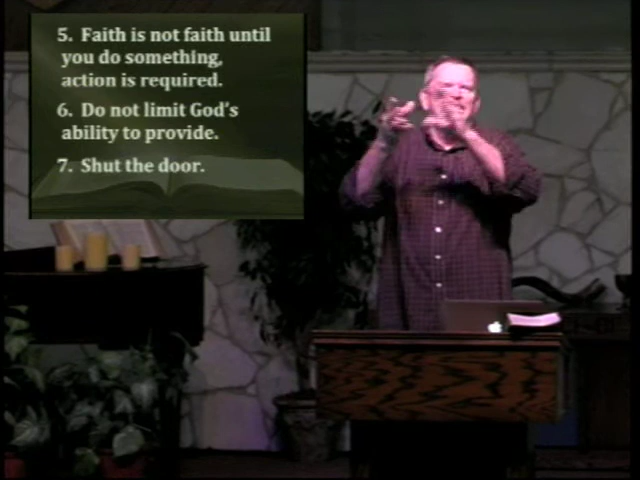 5. Faith is not faith until
you do something,
action is required.
6. Do not limit God's
ability to provide.
7. Shut the door.